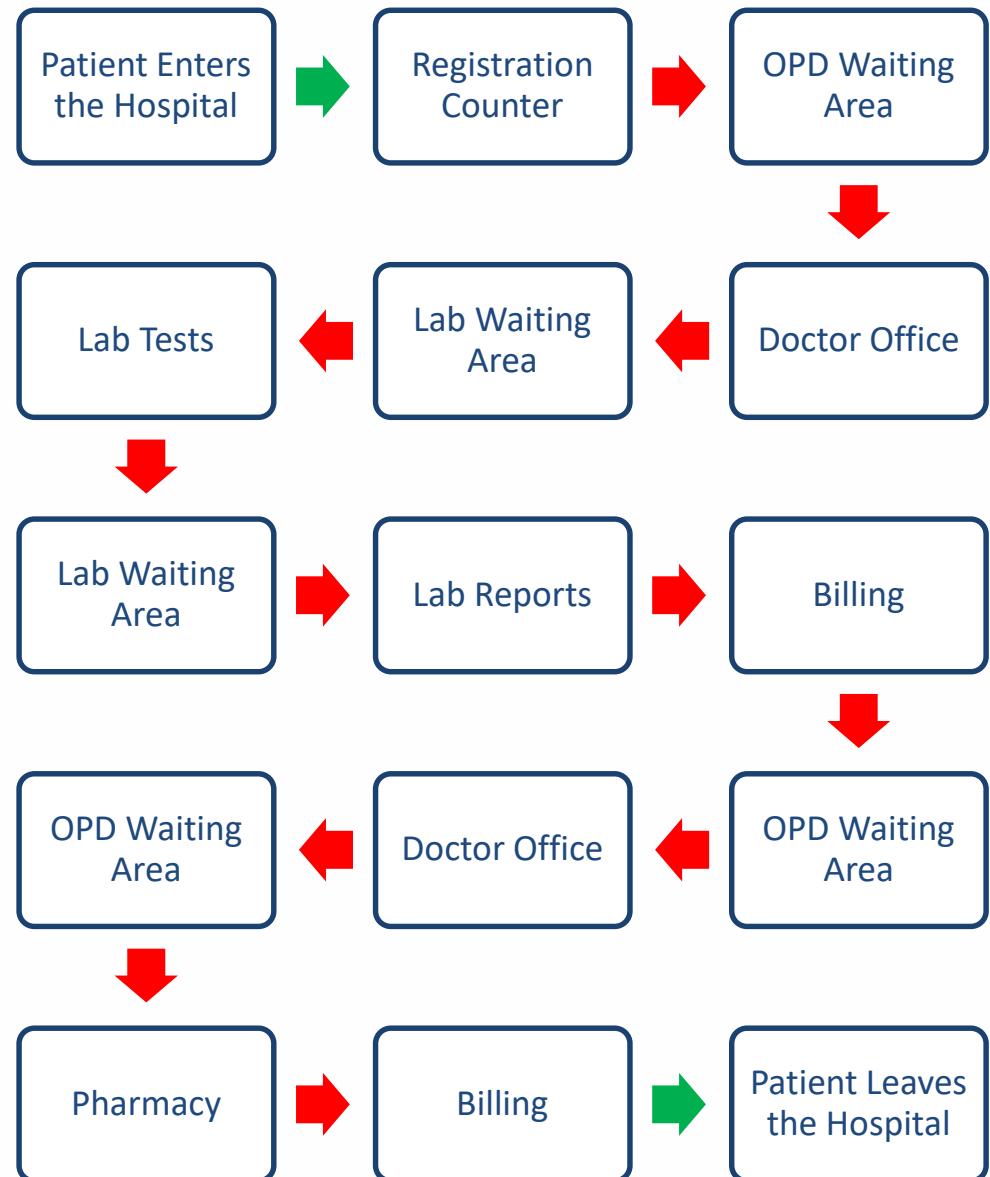 Patient Enters
the Hospital
Registration
Counter
OPD Waiting
Area
Doctor Office
Lab Waiting
Area
Lab Tests
Lab Waiting
Area
Lab Reports
Billing
OPD Waiting
Area
Doctor Office
OPD Waiting
Area
Pharmacy
Billing
Patient Leaves
the Hospital